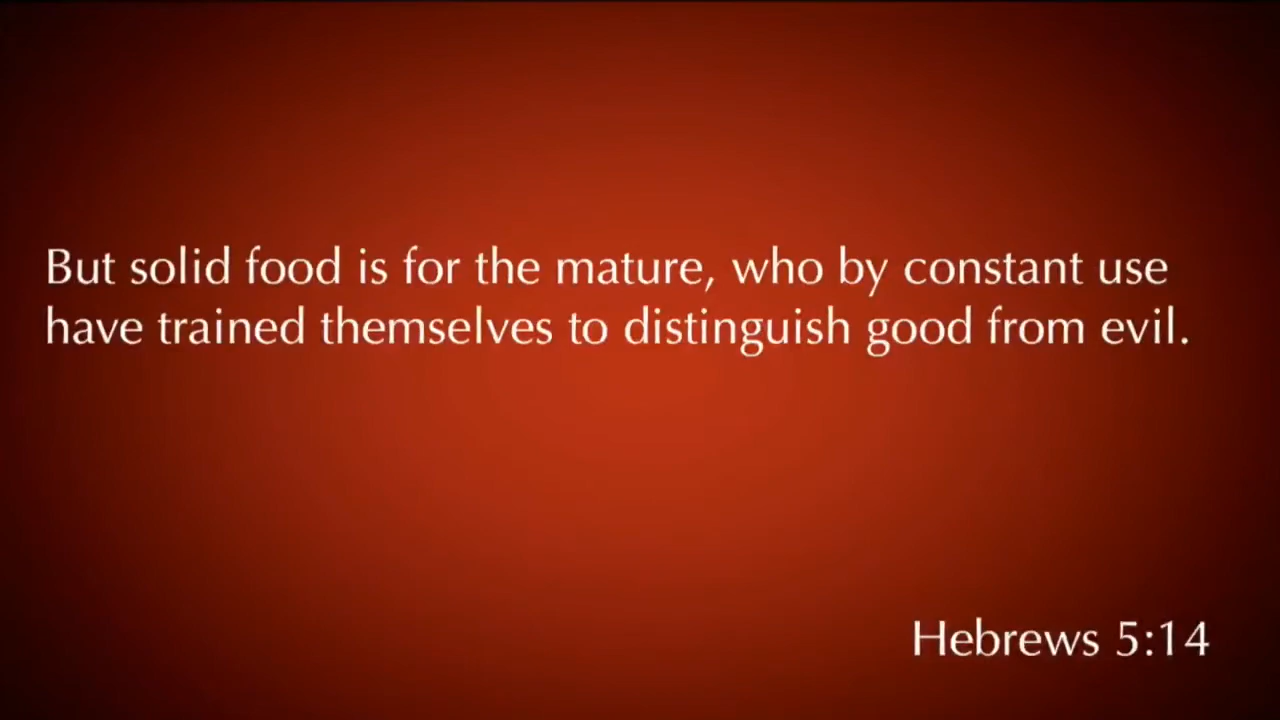 But solid food is for the mature, who by constant use
have trained themselves to distinguish good from evil.
Hebrews 5:14